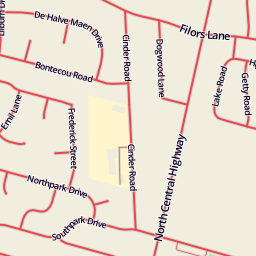 De Halve Maen Drive
Filors Lane
Cinder Road
Dogwood Lane
Bontecou Road
Lake Road
Getty Road
Emil Lane
Frederick Street
Cinder Road
North Central Highway
Northpark Drive
Southpark Drive